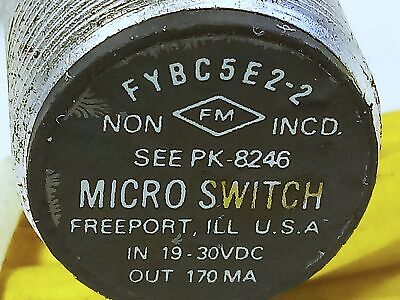 FYBC5E2-2
NON FM INCD.
SEE PK-8246
MICRO SWITCH
FREEPORT, ILL U.S.A
IN 19-30VDC
OUT 170 MA